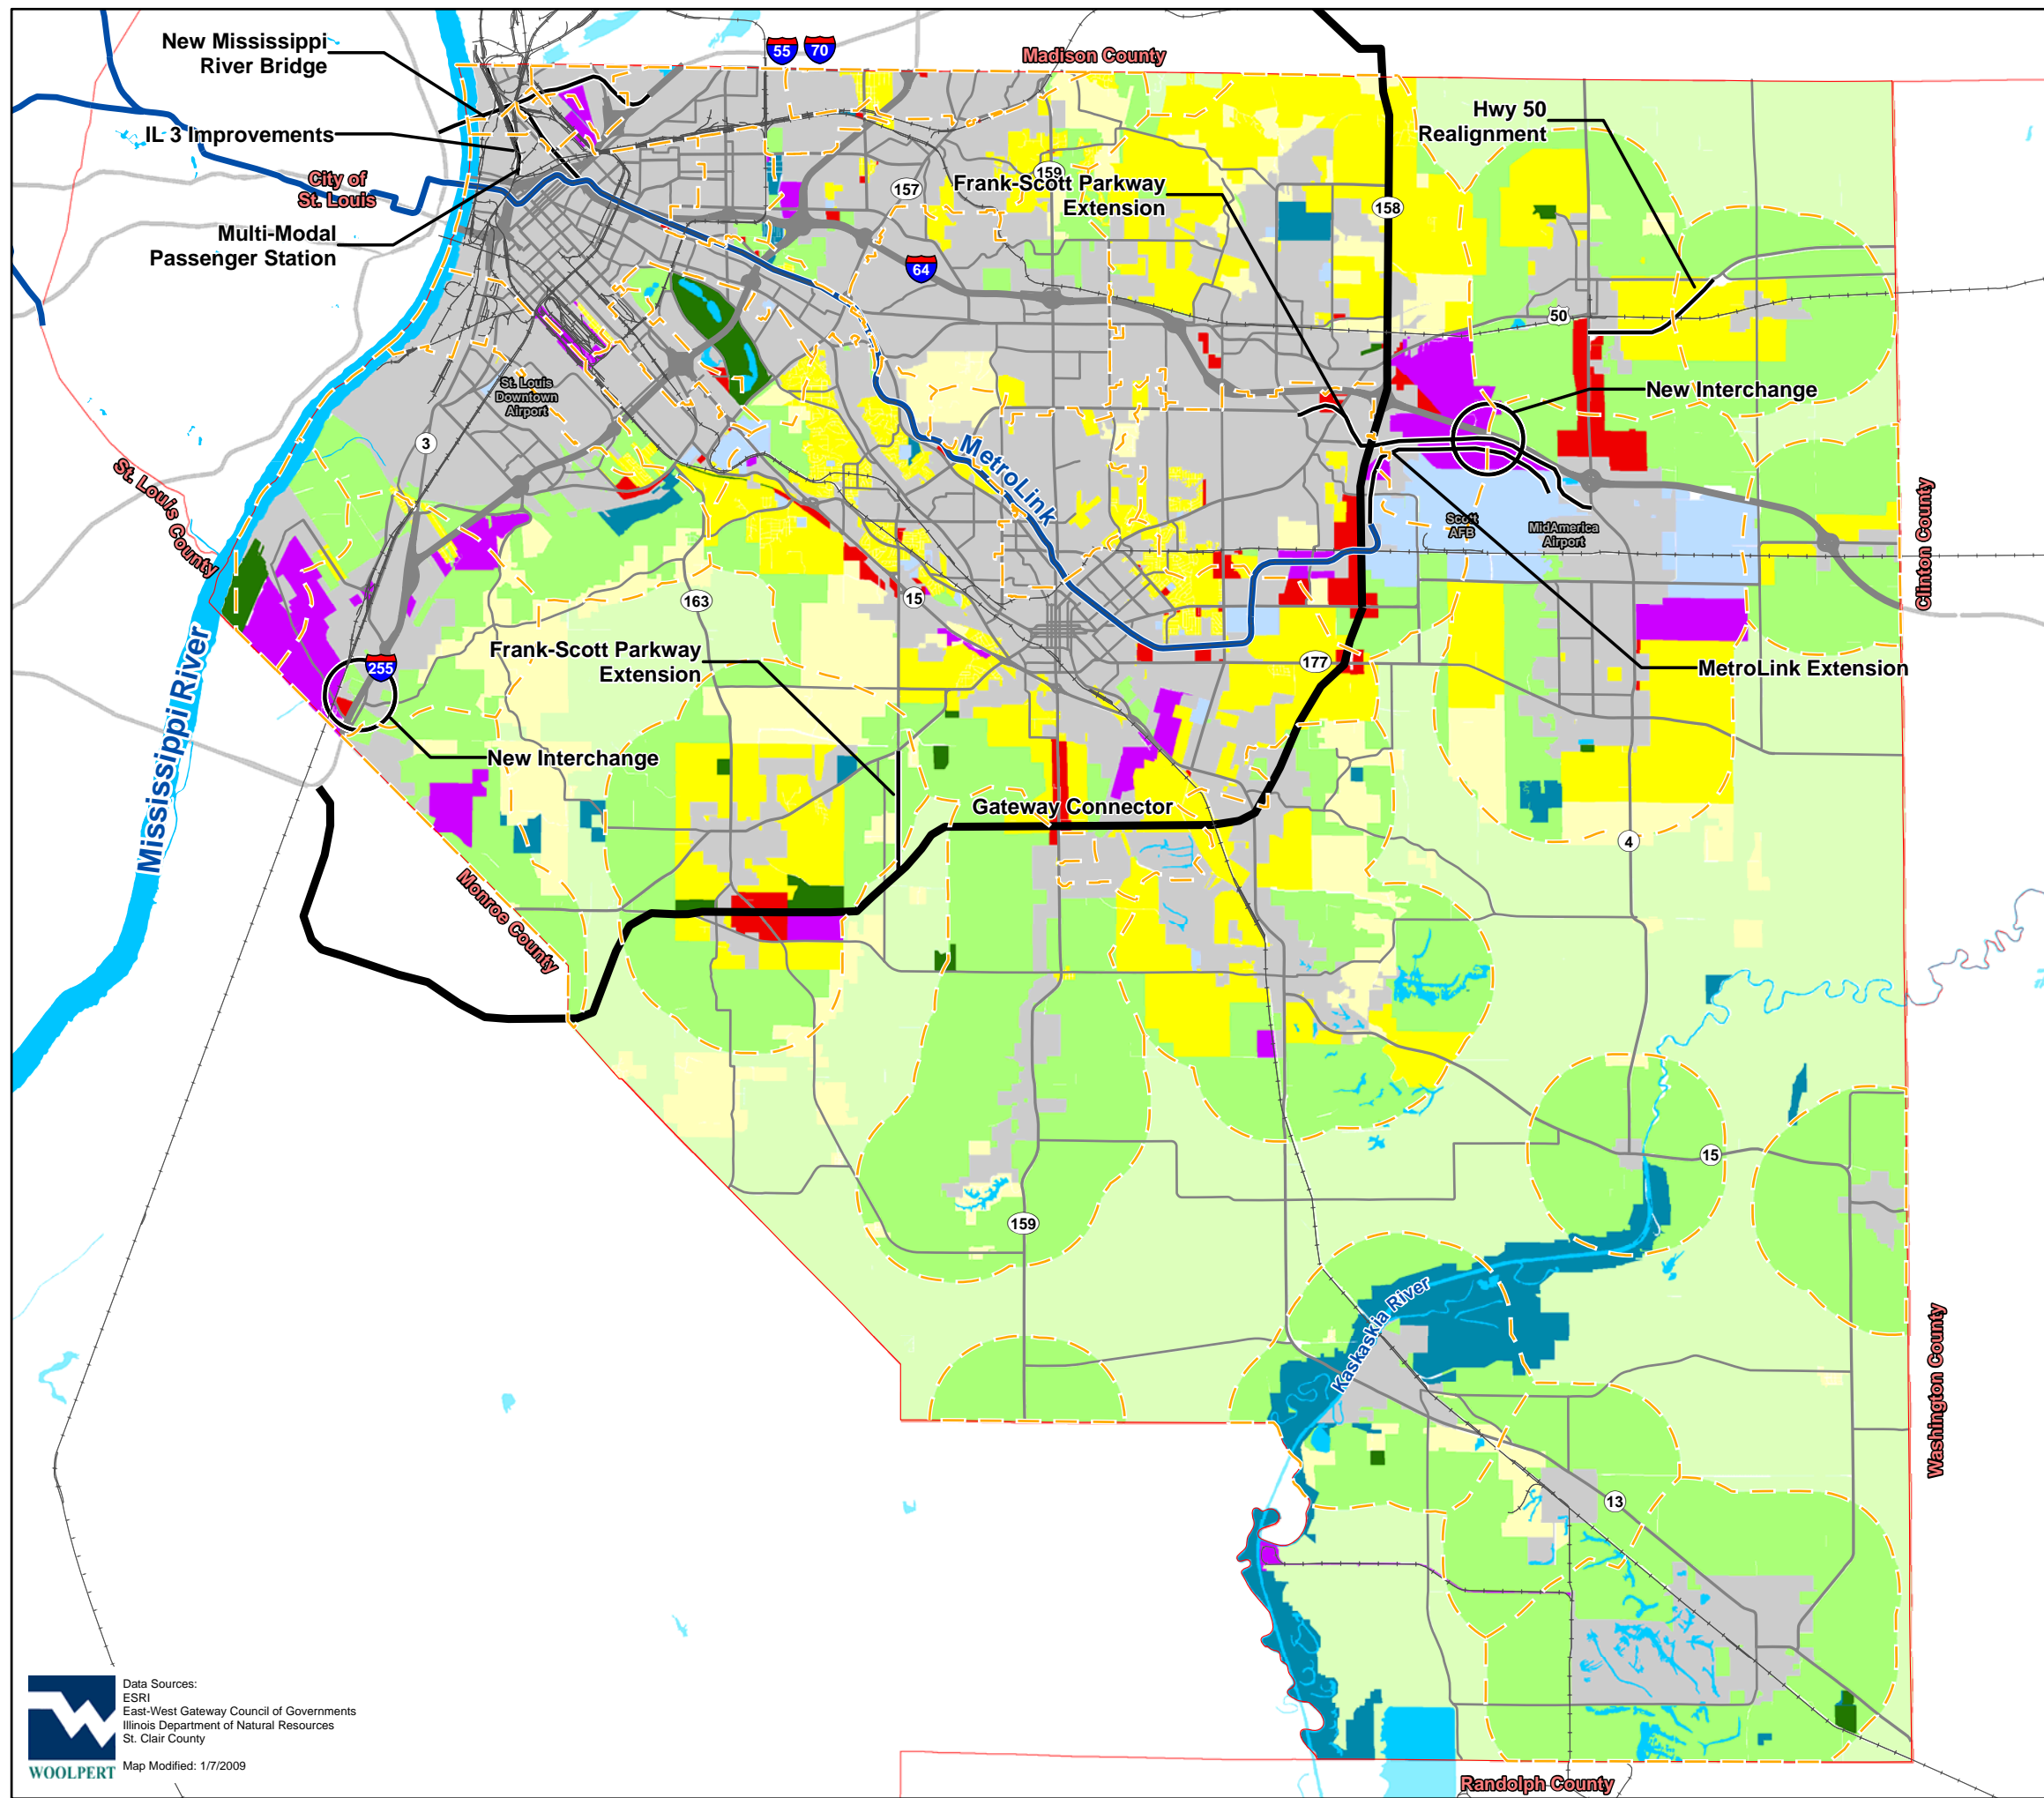 New Mississippi
River Bridge
55
70
Madison County
Hwy 50
Realignment
IL 3 Improvements
City of
St. Louis
157
159
Frank-Scott Parkway
Extension
158
Multi-Modal
Passenger Station
64
50
St. Louis
Downtown
Airport
New Interchange
3
MetroLink
St. Louis County
Scott
AFB
MidAmerica
Airport
Clinton County
163
15
Frank-Scott Parkway
Extension
177
MetroLink Extension
255
Mississippi River
New Interchange
Gateway Connector
4
Monroe County
15
159
Kaskaskia River
Washington County
13
WOOLPERT
Data Sources:
ESRI
East-West Gateway Council of Governments
Illinois Department of Natural Resources
St. Clair County
Map Modified: 1/7/2009
Randolph County